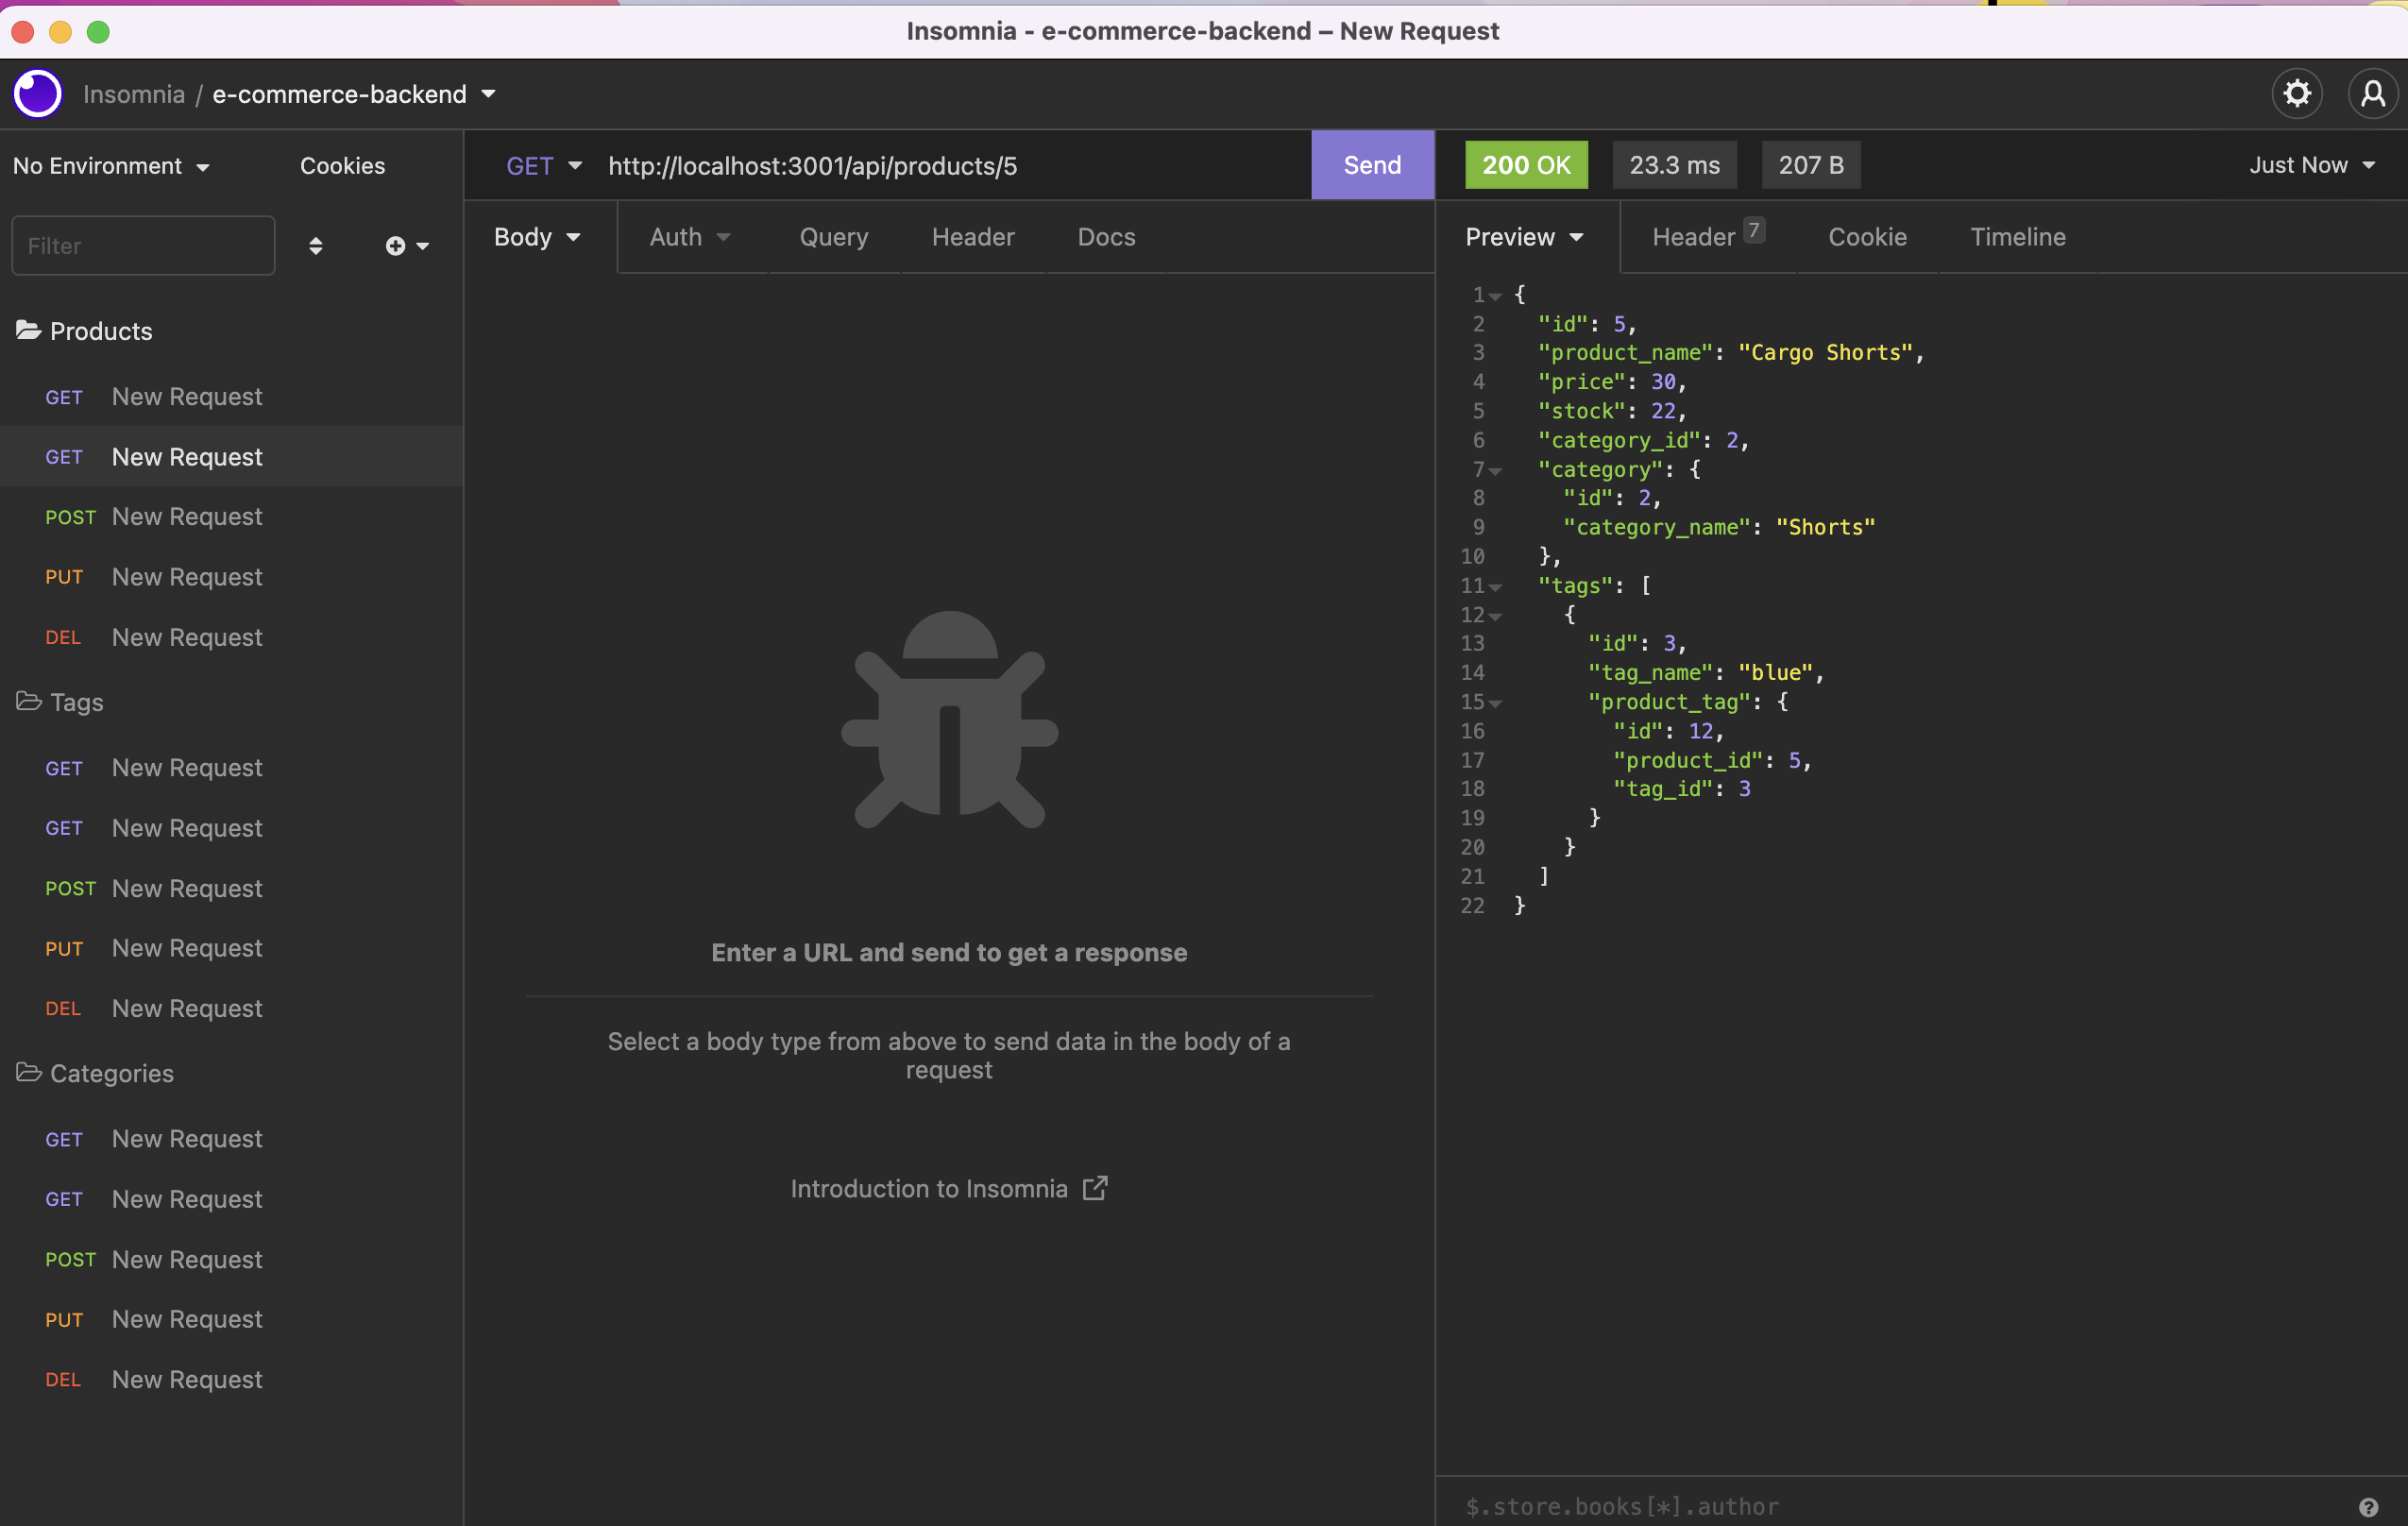 Insomnia - e-commerce-backend – New Request
Insomnia / e-commerce-backend
No Environment
Cookies
Filter
Products
GET New Request
GET New Request
POST New Request
PUT New Request
DEL New Request
Tags
GET New Request
GET New Request
POST New Request
PUT New Request
DEL New Request
Categories
GET New Request
GET New Request
POST New Request
PUT New Request
DEL New Request
GET http://localhost:3001/api/products/5 Send
Body Auth Query Header Docs
Enter a URL and send to get a response
Select a body type from above to send data in the body of a
request
Introduction to Insomnia
200 OK 23.3 ms 207 B Just Now
Preview Header 7 Cookie Timeline
1 {
2 "id": 5,
3 "product_name": "Cargo Shorts",
4 "price": 30,
5 "stock": 22,
6 "category_id": 2,
7 "category": {
8 "id": 2,
9 "category_name": "Shorts"
10 },
11 "tags": [
12 {
13 "id": 3,
14 "tag_name": "blue",
15 "product_tag": {
16 "id": 12,
17 "product_id": 5,
18 "tag_id": 3
19 }
20 }
21 ]
22 }
$.store.books[*].author
?